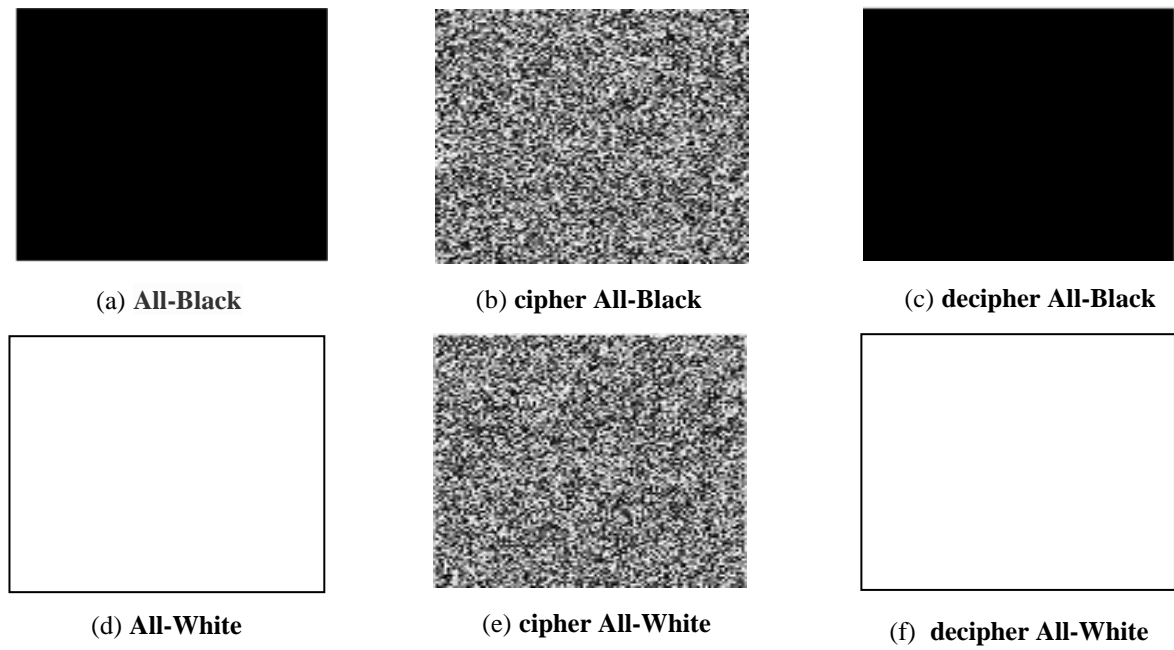 (a) All-Black
(b) cipher All-Black
(c) decipher All-Black
(d) All-White
(e) cipher All-White
(f) decipher All-White